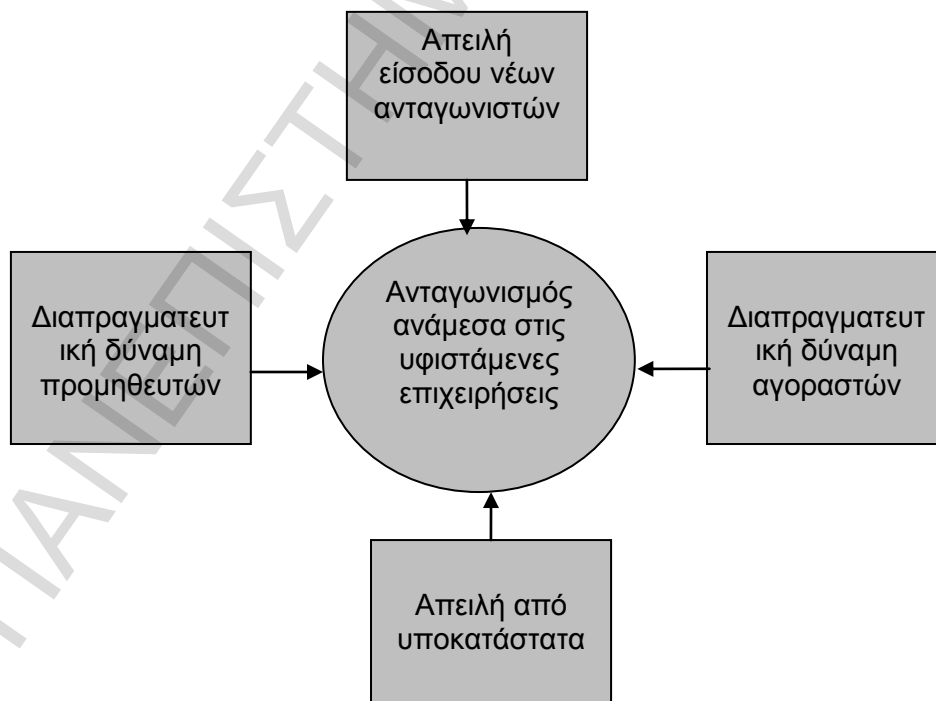 Απειλή
είσοδου νέων
ανταγωνιστών
Διαπραγματευτ
ική δύναμη
προμηθευτών
Ανταγωνισμός
ανάμεσα στις
υφιστάμενες
επιχειρήσεις
Διαπραγματευτ
ική δύναμη
αγοραστών
Απειλή από
υποκατάστατα